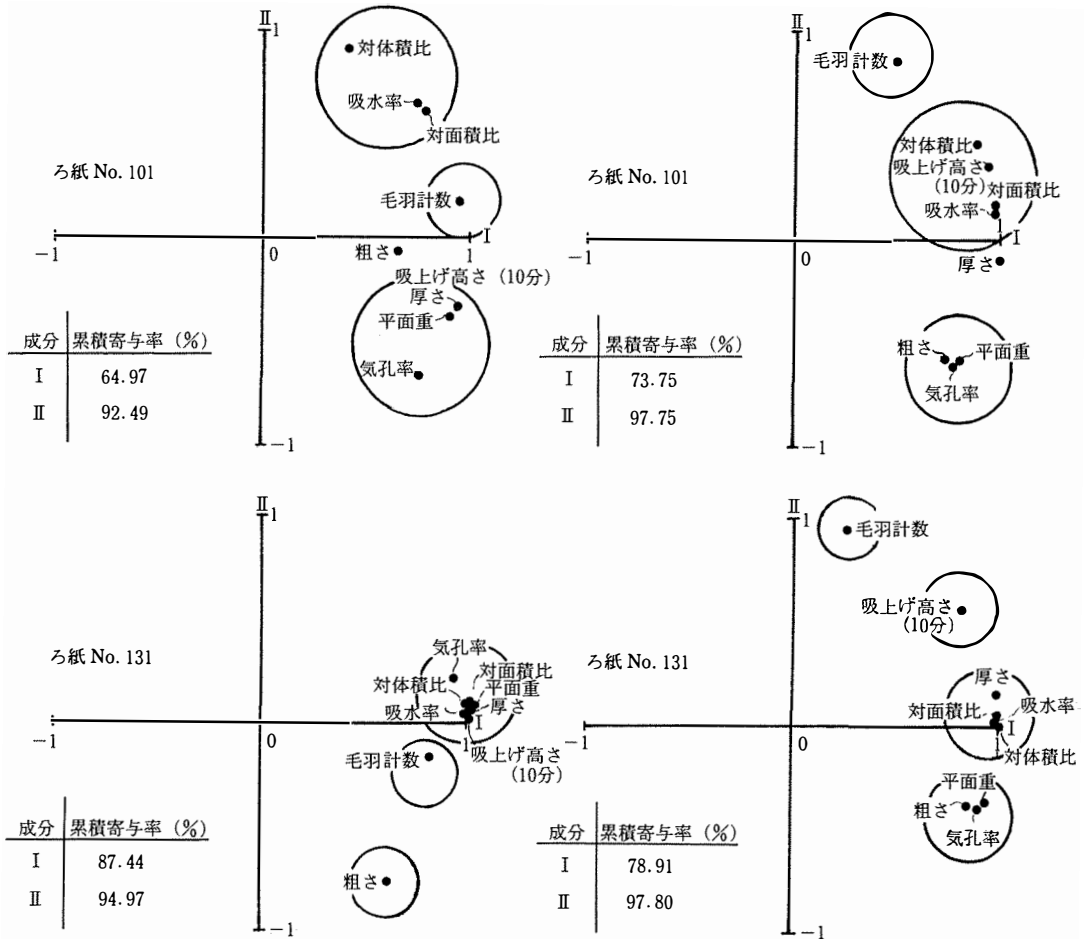 Ⅱ
1
対体積比
吸水率
対面積比
ろ紙 No. 101
毛羽計数
-1
0
1
Ⅰ
粗さ
吸上げ高さ (10分)
厚さ
平面重
気孔率
成分 累積寄与率 (%)
Ⅰ 64.97
Ⅱ 92.49
-1
Ⅱ
1
毛羽計数
対体積比
吸上げ高さ
(10分)
対面積比
吸水率
ろ紙 No. 101
-1
0
1
Ⅰ
厚さ
粗さ
平面重
気孔率
成分 累積寄与率 (%)
Ⅰ 73.75
Ⅱ 97.75
-1
Ⅱ
1
ろ紙 No. 131
気孔率
対面積比
対体積比
平面重
厚さ
吸水率
-1
0
1
Ⅰ
吸上げ高さ
(10分)
毛羽計数
粗さ
成分 累積寄与率 (%)
Ⅰ 87.44
Ⅱ 94.97
-1
Ⅱ
1
毛羽計数
吸上げ高さ
(10分)
ろ紙 No. 131
厚さ
対面積比
吸水率
-1
0
1
Ⅰ
対体積比
平面重
粗さ
気孔率
成分 累積寄与率 (%)
Ⅰ 78.91
Ⅱ 97.80
-1